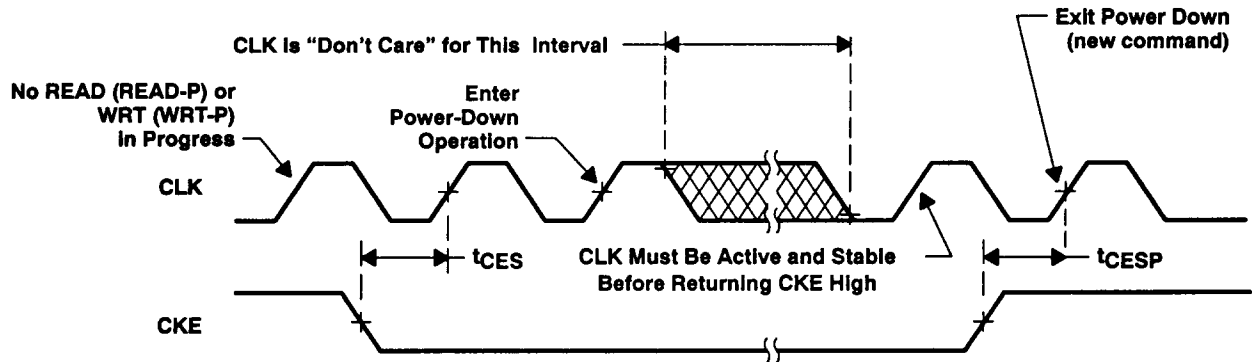 Exit Power Down
(new command)
CLK Is “Don't Care” for This Interval
No READ (READ-P) or
WRT (WRT-P)
in Progress
Enter
Power-Down
Operation
CLK
tCES
CLK Must Be Active and Stable
Before Returning CKE High
tCESP
CKE